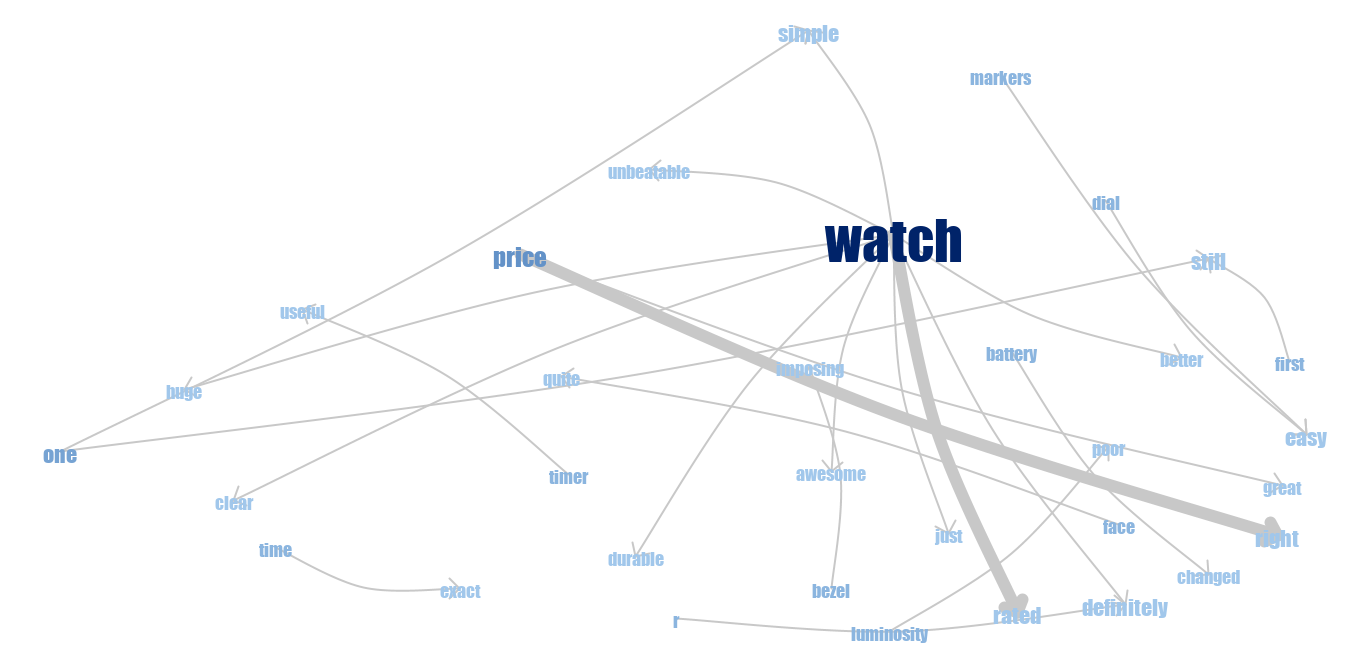 simple
markers
unbeatable
dial
watch
price
still
useful
battery
better
first
imposing
quite
huge
easy
poor
one
awesome
timer
great
clear
face
just
right
time
durable
changed
exact
bezel
definitely
rated
r
luminosity